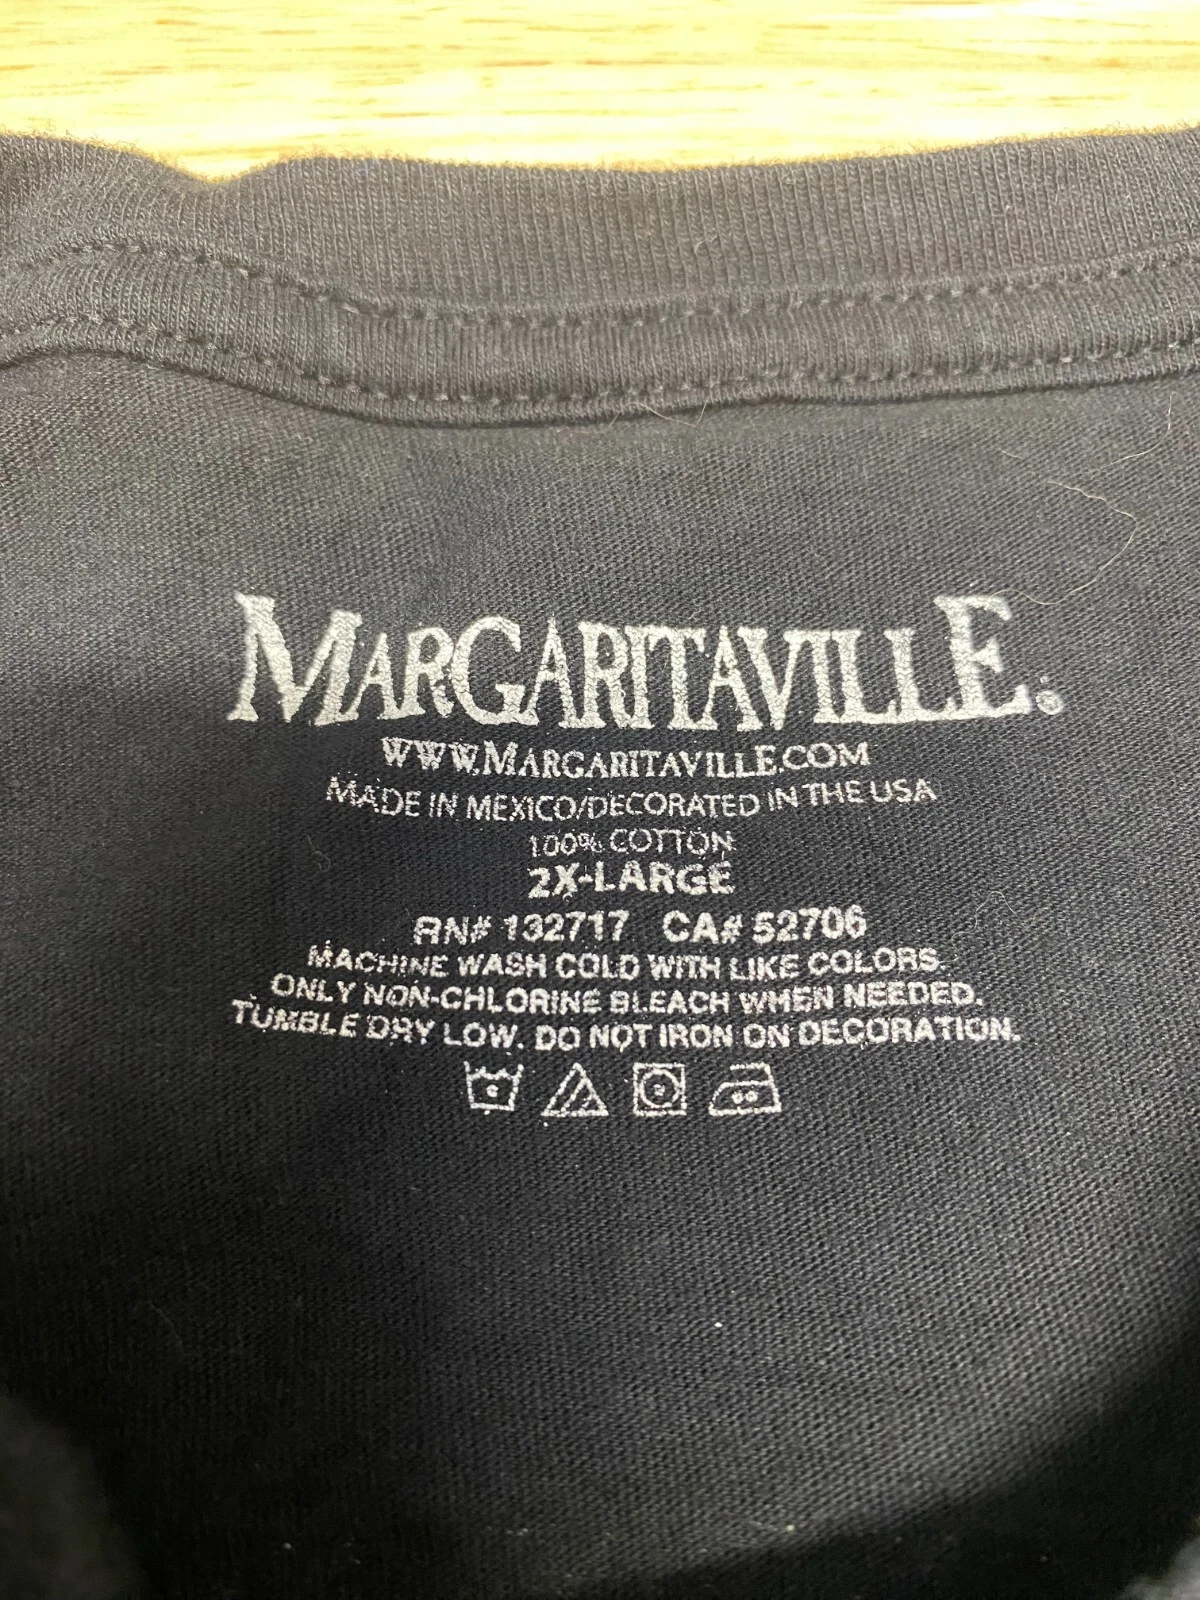 MARGARITAVILLE
WWW.MARGARITAVILLE.COM
MADE IN MEXICO/DECORATED IN THE USA
100% COTTON
2X-LARGE
RN# 132717 CA# 52706
MACHINE WASH COLD WITH LIKE COLORS.
ONLY NON-CHLORINE BLEACH WHEN NEEDED.
TUMBLE DRY LOW. DO NOT IRON ON DECORATION.